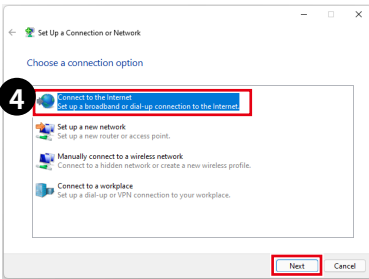 Set Up a Connection or Network
Choose a connection option
4
Connect to the Internet
Set up a broadband or dial-up connection to the Internet.
Set up a new network
Set up a new router or access point.
Manually connect to a wireless network
Connect to a hidden network or create a new wireless profile.
Connect to a workplace
Set up a dial-up or VPN connection to your workplace.
Next
Cancel